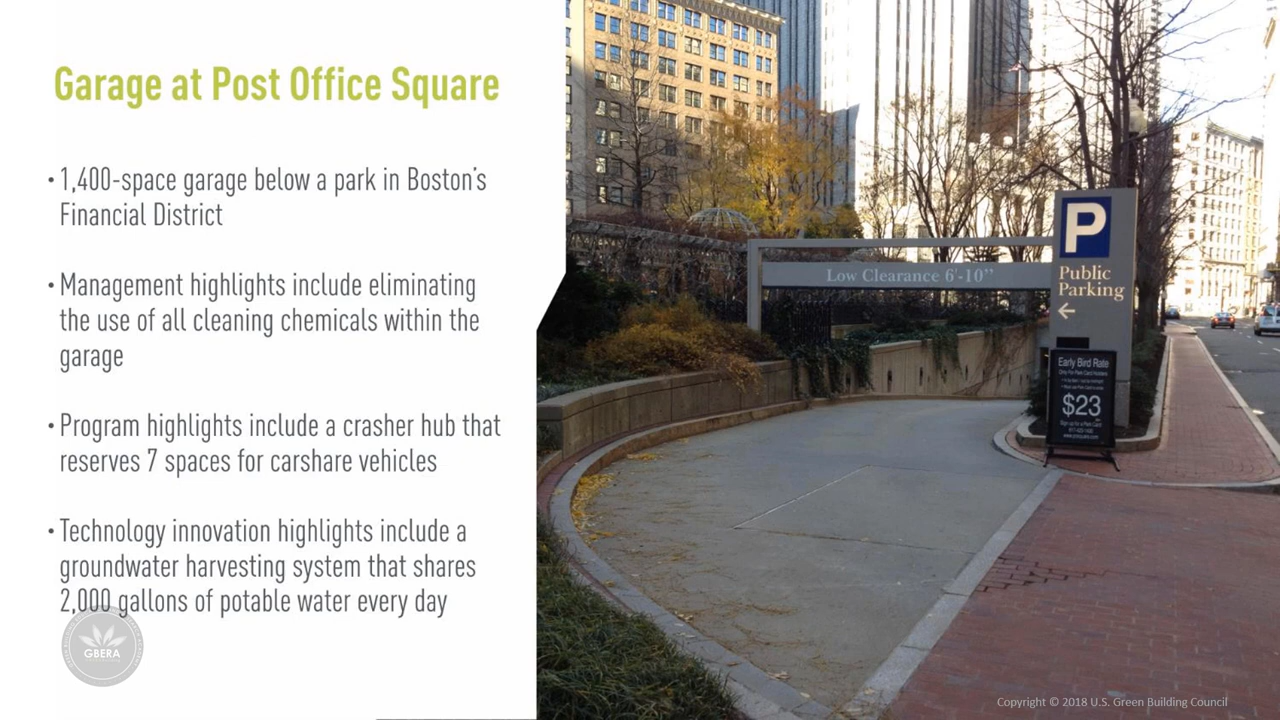 Garage at Post Office Square
• 1,400-space garage below a park in Boston's
Financial District
• Management highlights include eliminating
the use of all cleaning chemicals within the
garage
• Program highlights include a crasher hub that
reserves 7 spaces for carshare vehicles
• Technology innovation highlights include a
groundwater harvesting system that shares
2,000 gallons of potable water every day
GBERA
P
Low Clearance 6'-10"
Public
Parking
Early Bird Rate
$23
Copyright © 2018 U.S. Green Building Council